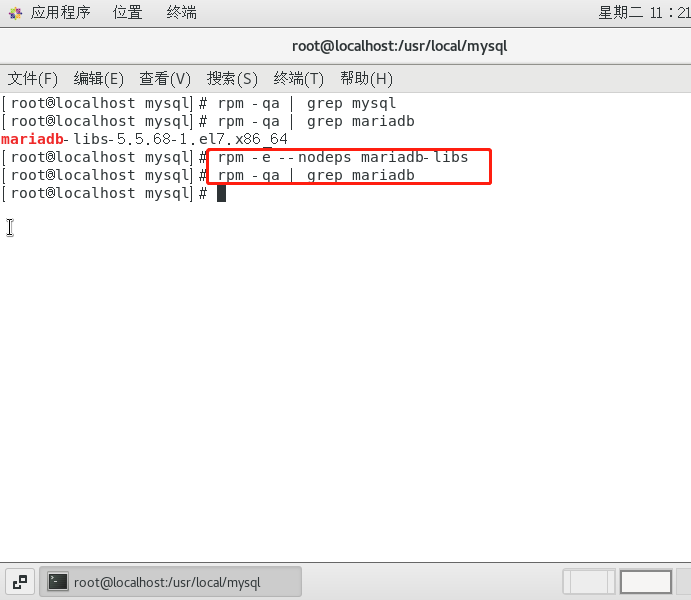 应用程序 位置 终端 星期二 11:21
root@localhost:/usr/local/mysql
文件(F) 编辑(E) 查看(V) 搜索(S) 终端(T) 帮助(H)
[root@localhost mysql]# rpm -qa | grep mysql
[root@localhost mysql]# rpm -qa | grep mariadb
mariadb-libs-5.5.68-1.el7.x86_64
[root@localhost mysql]# rpm -e --nodeps mariadb-libs
[root@localhost mysql]# rpm -qa | grep mariadb
[root@localhost mysql]#
root@localhost:/usr/local/mysql